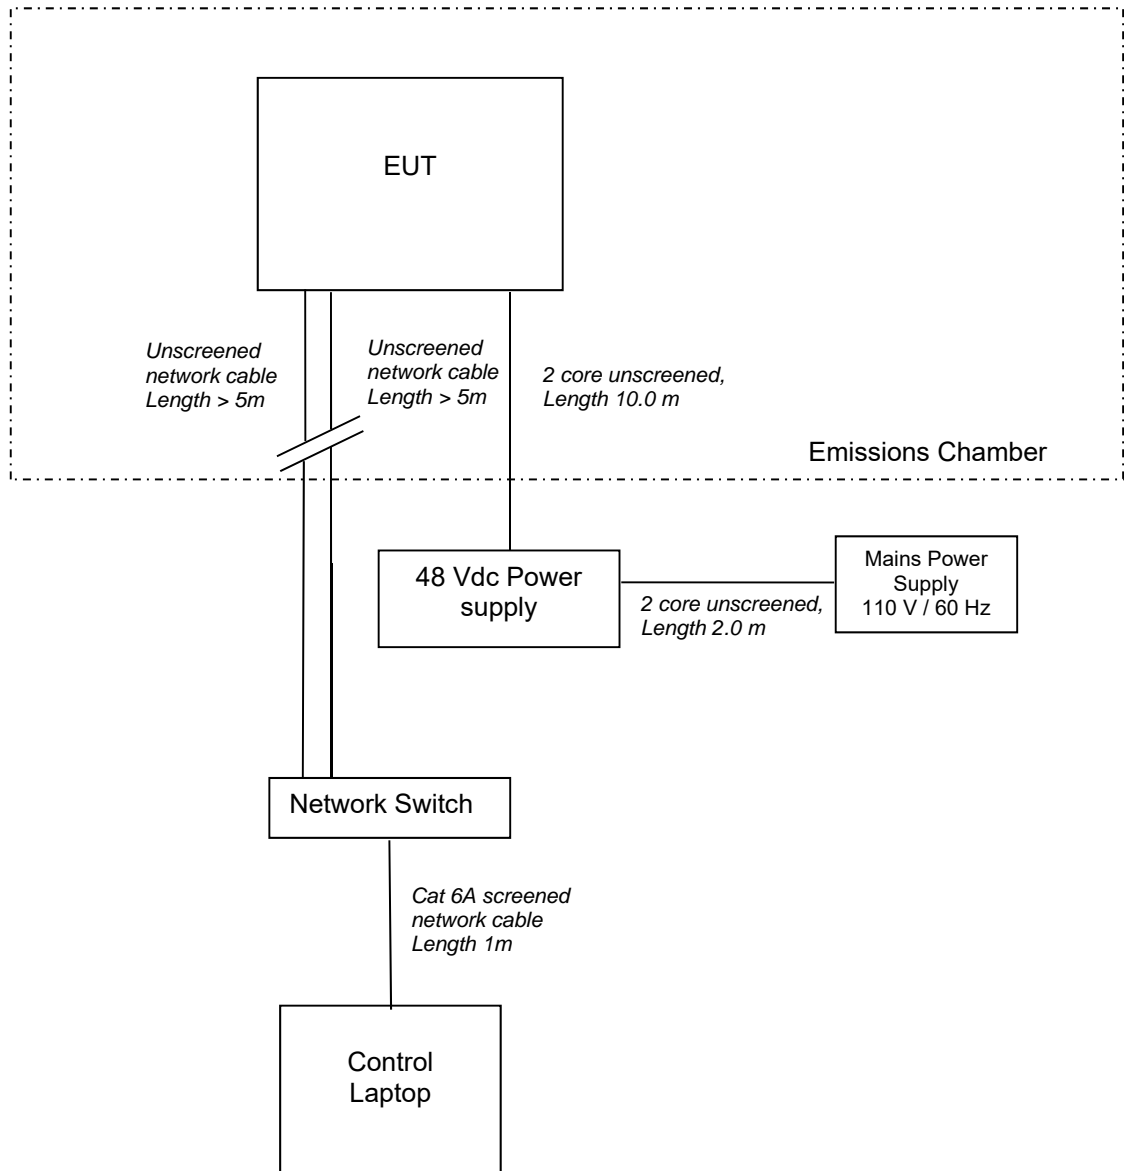 EUT
Unscreened
network cable
Length > 5m
Unscreened
network cable
Length > 5m
2 core unscreened,
Length 10.0 m
Emissions Chamber
48 Vdc Power
supply
2 core unscreened,
Length 2.0 m
Mains Power
Supply
110 V / 60 Hz
Network Switch
Cat 6A screened
network cable
Length 1m
Control
Laptop